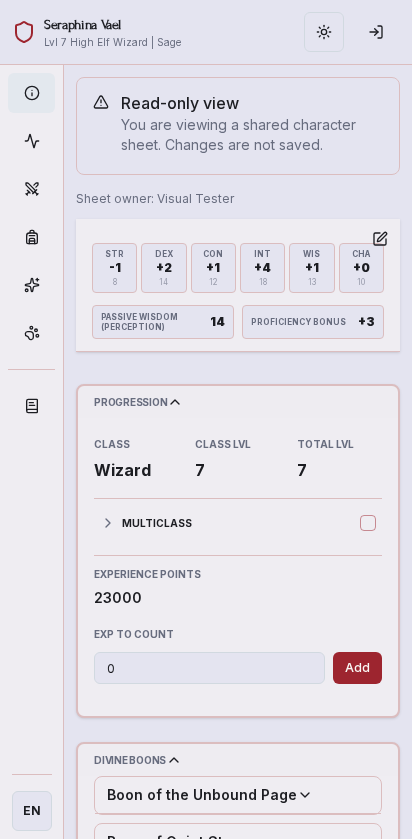 Seraphina Vael
Lvl 7 High Elf Wizard | Sage
Read-only view
You are viewing a shared character
sheet. Changes are not saved.
Sheet owner: Visual Tester
STR DEX CON INT WIS CHA
-1 +2 +1 +4 +1 +0
8 14 12 18 13 10
PASSIVE WISDOM
(PERCEPTION) 14 PROFICIENCY BONUS +3
PROGRESSION
CLASS CLASS LVL TOTAL LVL
Wizard 7 7
MULTICLASS
EXPERIENCE POINTS
23000
EXP TO COUNT
0 Add
DIVINE BOONS
EN
Boon of the Unbound Page